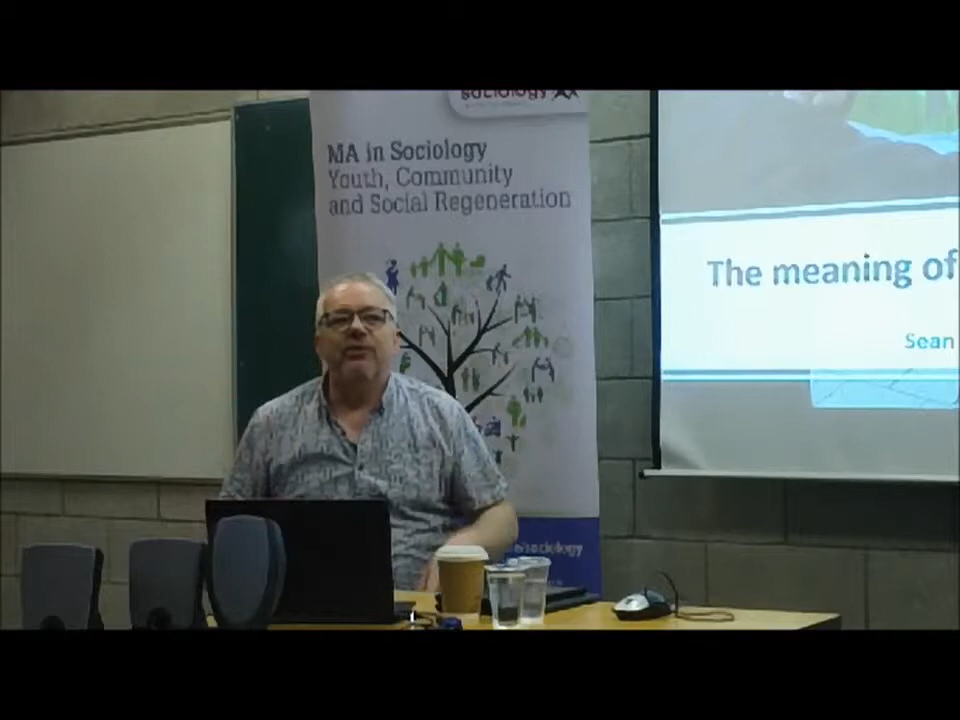 sociology
MA in Sociology
Youth, Community
and Social Regeneration
The meaning of
Sean
/sociology